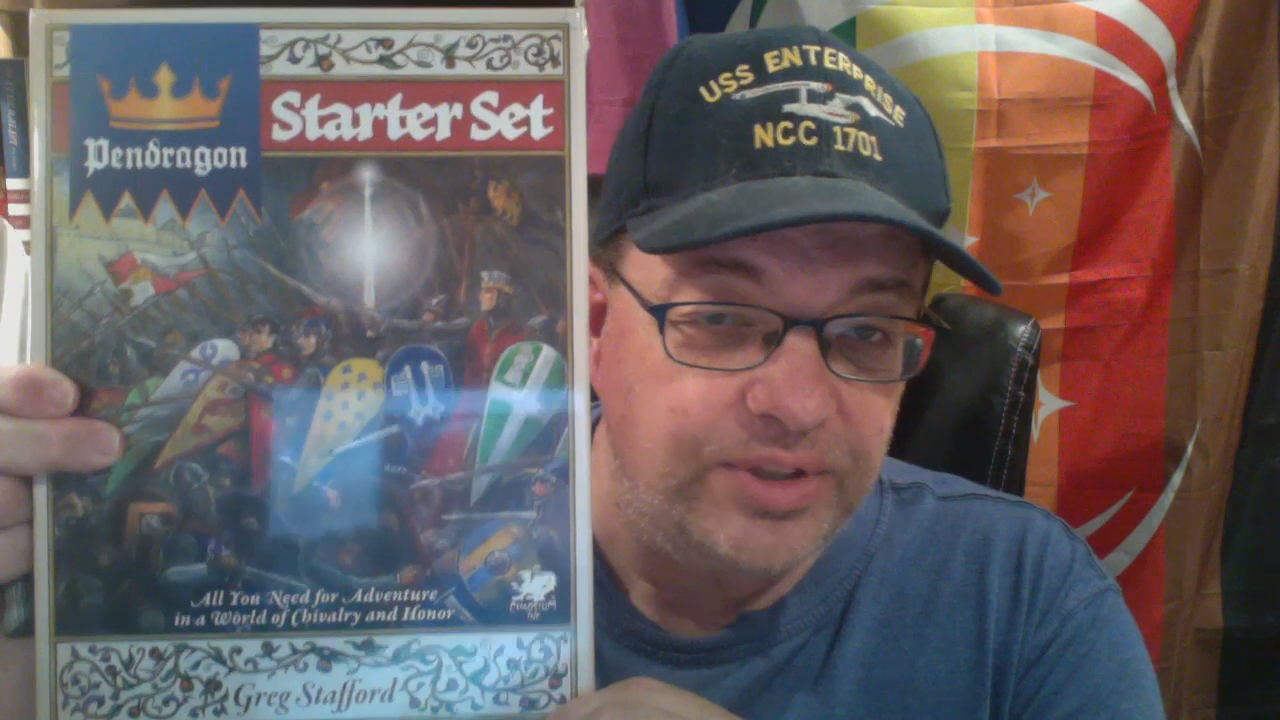 Pendragon
Starter Set
All You Need for Adventure
in a World of Chivalry and Honor
CHAOSIUM
Greg Stafford
USS ENTERPRISE
NCC 1701